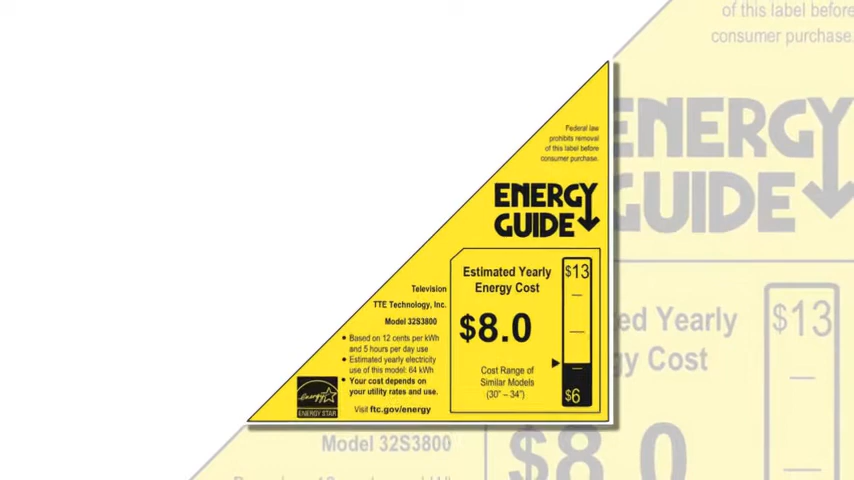 of this label before
consumer purchase.
ENERGY
GUIDE
$13
Model 32S3800
$8.0
Federal law
prohibits removal
of this label before
consumer purchase.
ENERGY
GUIDE
Television
TTE Technology, Inc.
Model 32S3800
• Based on 12 cents per kWh
and 5 hours per day use
• Estimated yearly electricity
use of this model: 64 kWh
• Your cost depends on
your utility rates and use.
Visit ftc.gov/energy
energy
ENERGY STAR
Estimated Yearly
Energy Cost
$8.0
Cost Range of
Similar Models
(30" – 34")
$13
$6